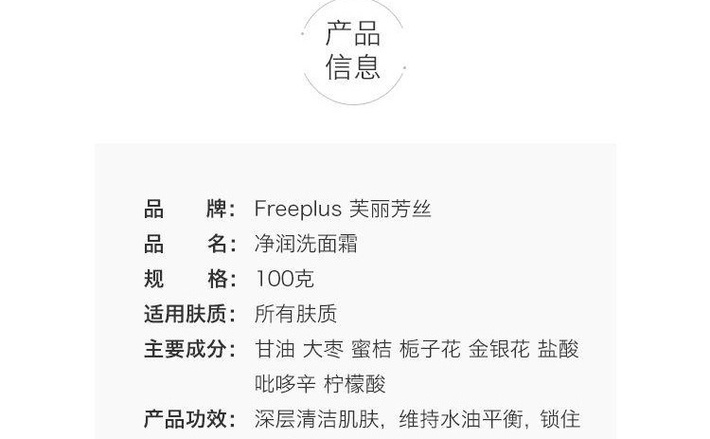 产品
信息
品 牌： Freeplus 芙丽芳丝
品 名： 净润洗面霜
规 格： 100克
适用肤质： 所有肤质
主要成分： 甘油 大枣 蜜桔 栀子花 金银花 盐酸
吡哆辛 柠檬酸
产品功效： 深层清洁肌肤，维持水油平衡，锁住